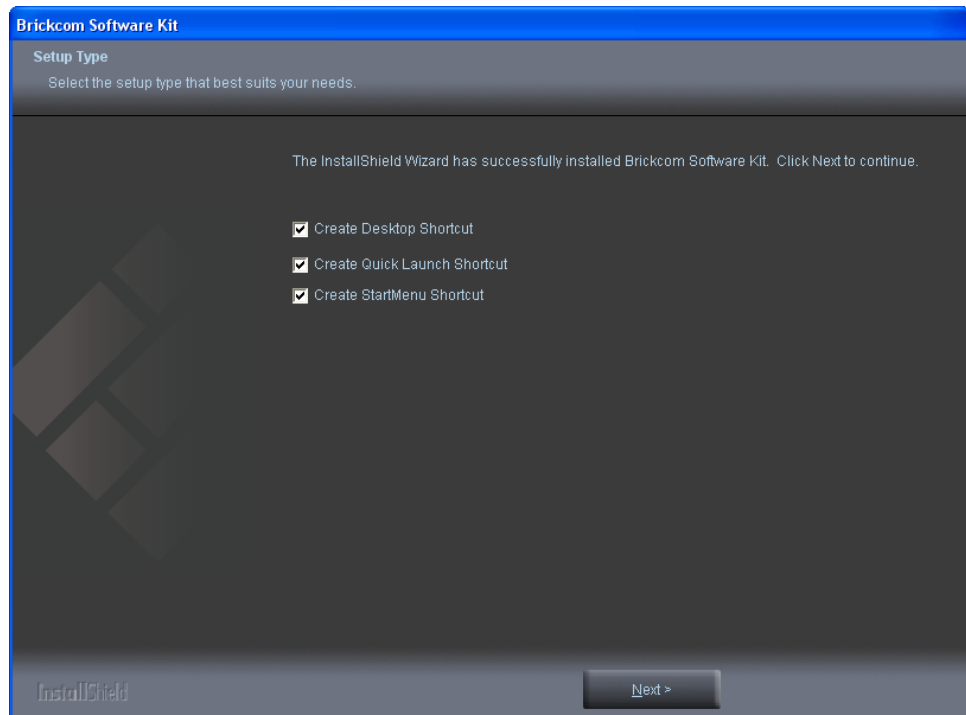 Brickcom Software Kit
Setup Type
Select the setup type that best suits your needs.
The InstallShield Wizard has successfully installed Brickcom Software Kit. Click Next to continue.
Create Desktop Shortcut
Create Quick Launch Shortcut
Create StartMenu Shortcut
InstallShield
Next >